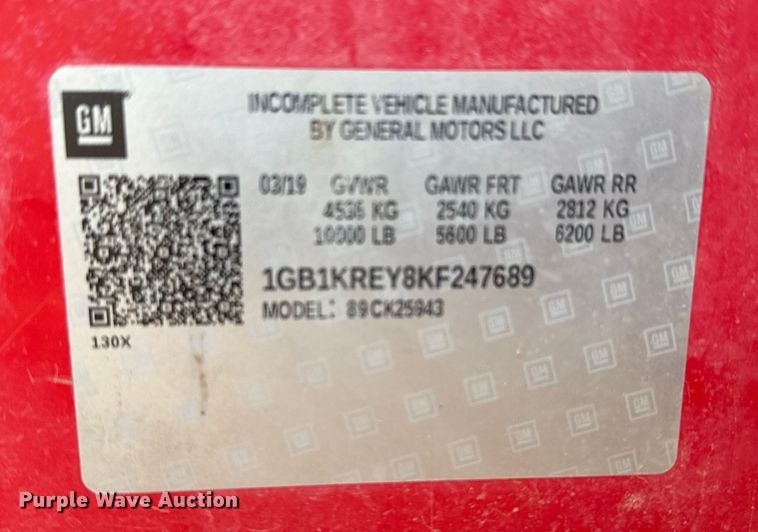 GM
INCOMPLETE VEHICLE MANUFACTURED
BY GENERAL MOTORS LLC
03/19 GVWR GAWR FRT GAWR RR
4536 KG 2540 KG 2812 KG
10000 LB 5600 LB 6200 LB
1GB1KREY8KF247689
MODEL: 89CK25943
130X
Purple Wave Auction